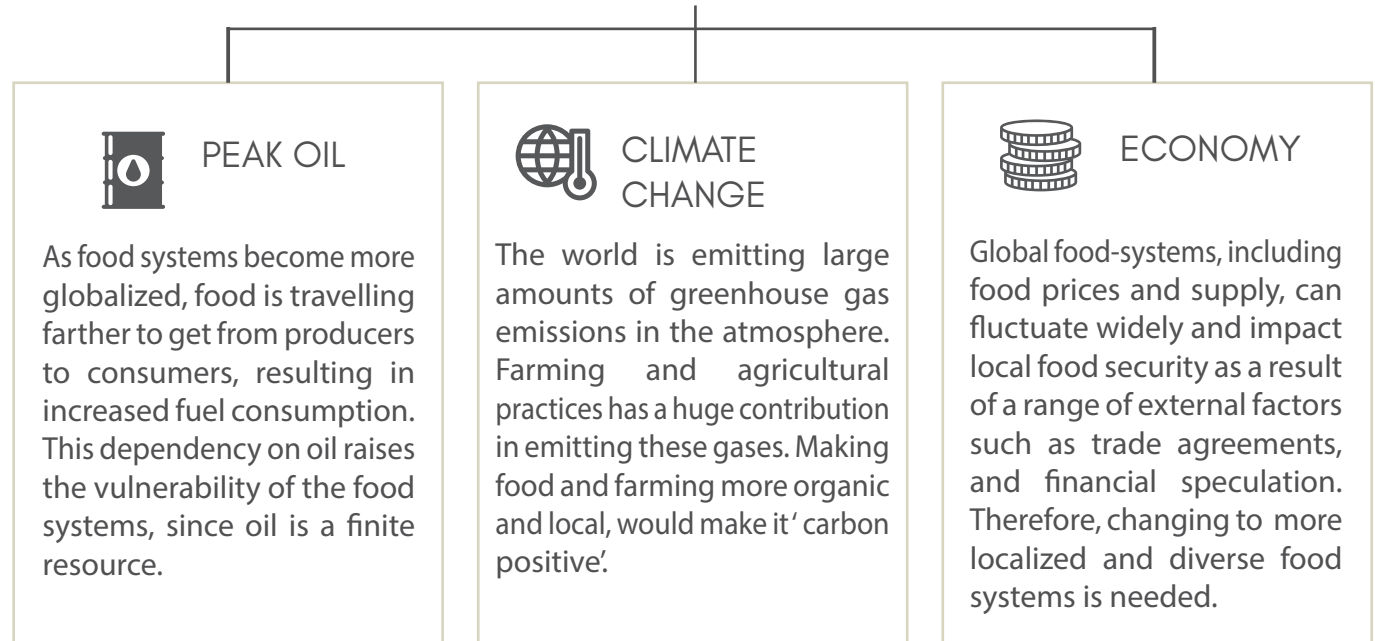 PEAK OIL
As food systems become more
globalized, food is travelling
farther to get from producers
to consumers, resulting in
increased fuel consumption.
This dependency on oil raises
the vulnerability of the food
systems, since oil is a finite
resource.
CLIMATE
CHANGE
The world is emitting large
amounts of greenhouse gas
emissions in the atmosphere.
Farming and agricultural
practices has a huge contribution
in emitting these gases. Making
food and farming more organic
and local, would make it ‘ carbon
positive’.
ECONOMY
Global food-systems, including
food prices and supply, can
fluctuate widely and impact
local food security as a result
of a range of external factors
such as trade agreements,
and financial speculation.
Therefore, changing to more
localized and diverse food
systems is needed.